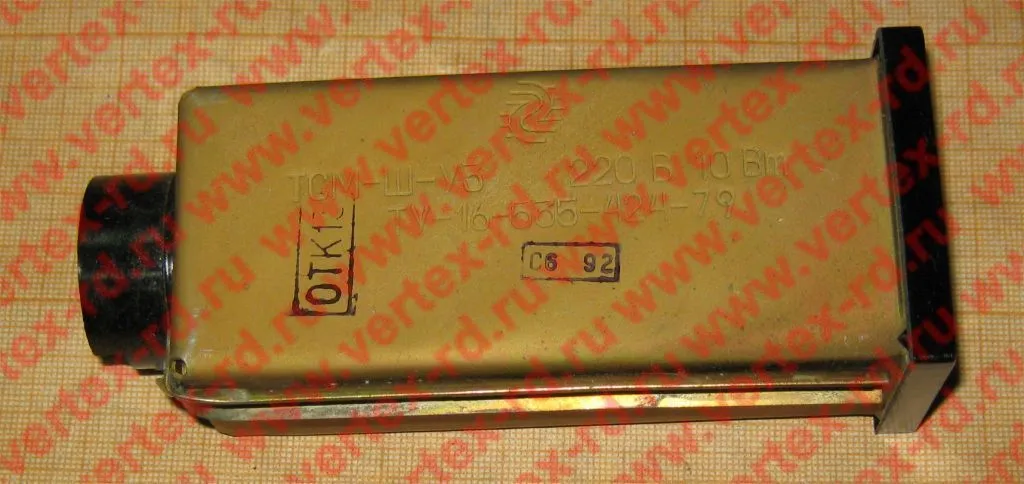 ТСМ-Ш-У3 220 В 10 Вт
ТУ-16-535-424-79
ОТК
06 92
www.vertex-rd.ru